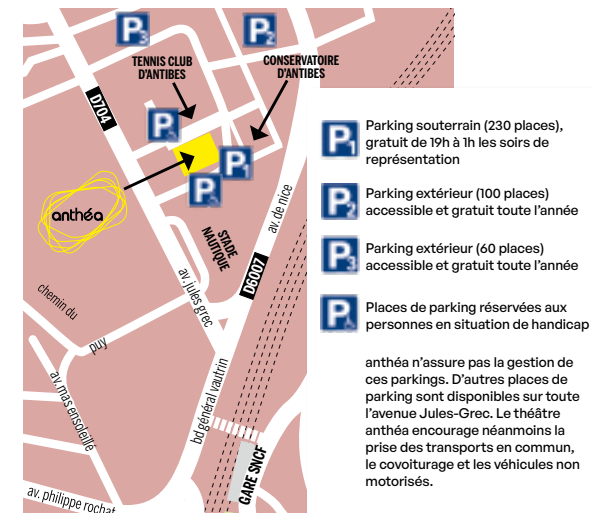 P3
P2
TENNIS CLUB
D'ANTIBES
CONSERVATOIRE
D'ANTIBES
D704
P
P1
P
anthéa
STADE
NAUTIQUE
av. de nice
D6007
av. jules grec
chemin du
puy
av. mas ensoleillé
bd général vautrin
GARE SNCF
av. philippe rochat
P1
Parking souterrain (230 places),
gratuit de 19h à 1h les soirs de
représentation
P2
Parking extérieur (100 places)
accessible et gratuit toute l'année
P3
Parking extérieur (60 places)
accessible et gratuit toute l'année
P
Places de parking réservées aux
personnes en situation de handicap
anthéa n'assure pas la gestion de
ces parkings. D'autres places de
parking sont disponibles sur toute
l'avenue Jules-Grec. Le théâtre
anthéa encourage néanmoins la
prise des transports en commun,
le covoiturage et les véhicules non
motorisés.